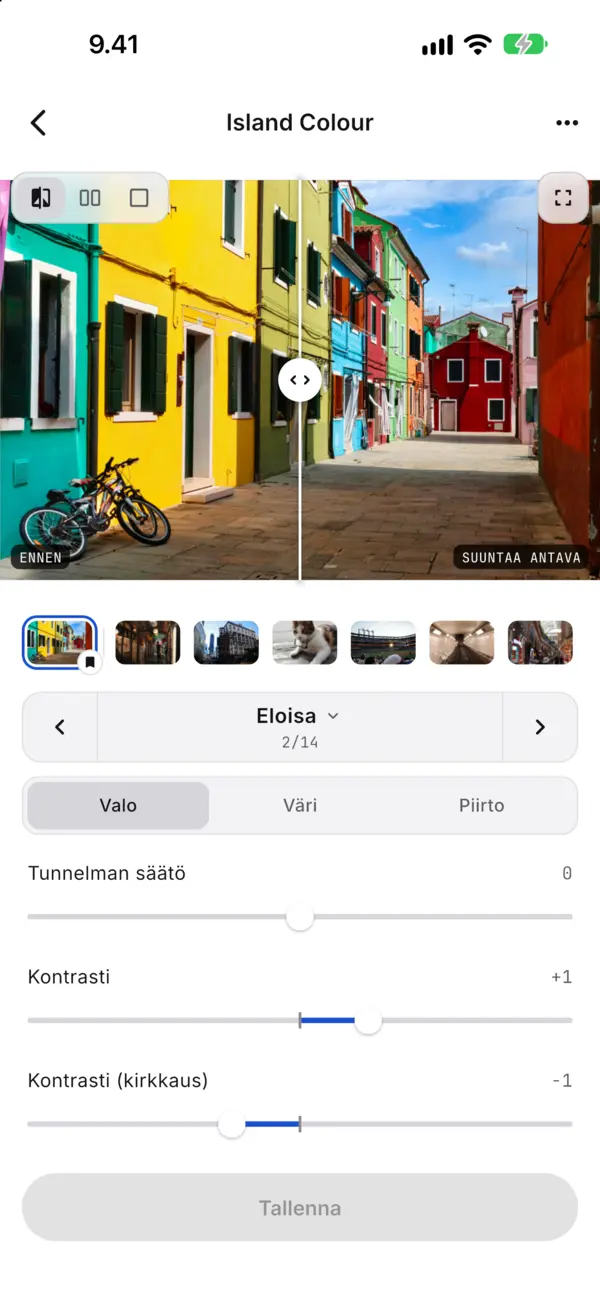 9.41
Island Colour
ENNEN
SUUNTAA ANTAVA
Eloisa
2/14
Valo
Väri
Piirto
Tunnelman säätö
0
Kontrasti
+1
Kontrasti (kirkkaus)
-1
Tallenna